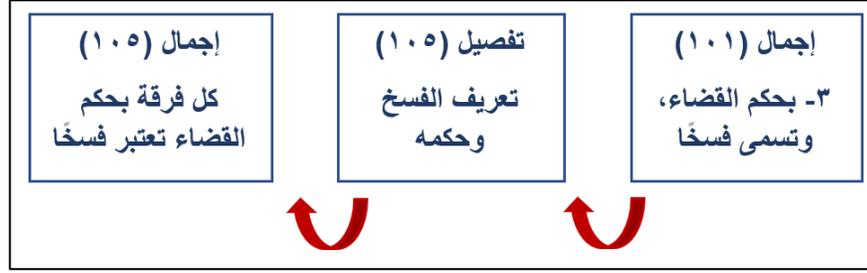 إجمال (١٠١)
٣- بحكم القضاء،
وتسمى فسخًا
تفصيل (١٠٥)
تعريف الفسخ
وحكمه
إجمال (١٠٥)
كل فرقة بحكم
القضاء تعتبر فسخًا